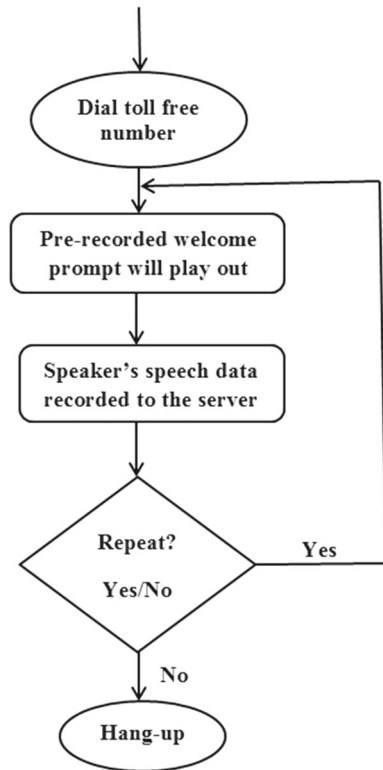 Dial toll free
number
Pre-recorded welcome
prompt will play out
Speaker's speech data
recorded to the server
Repeat?
Yes/No
Yes
No
Hang-up